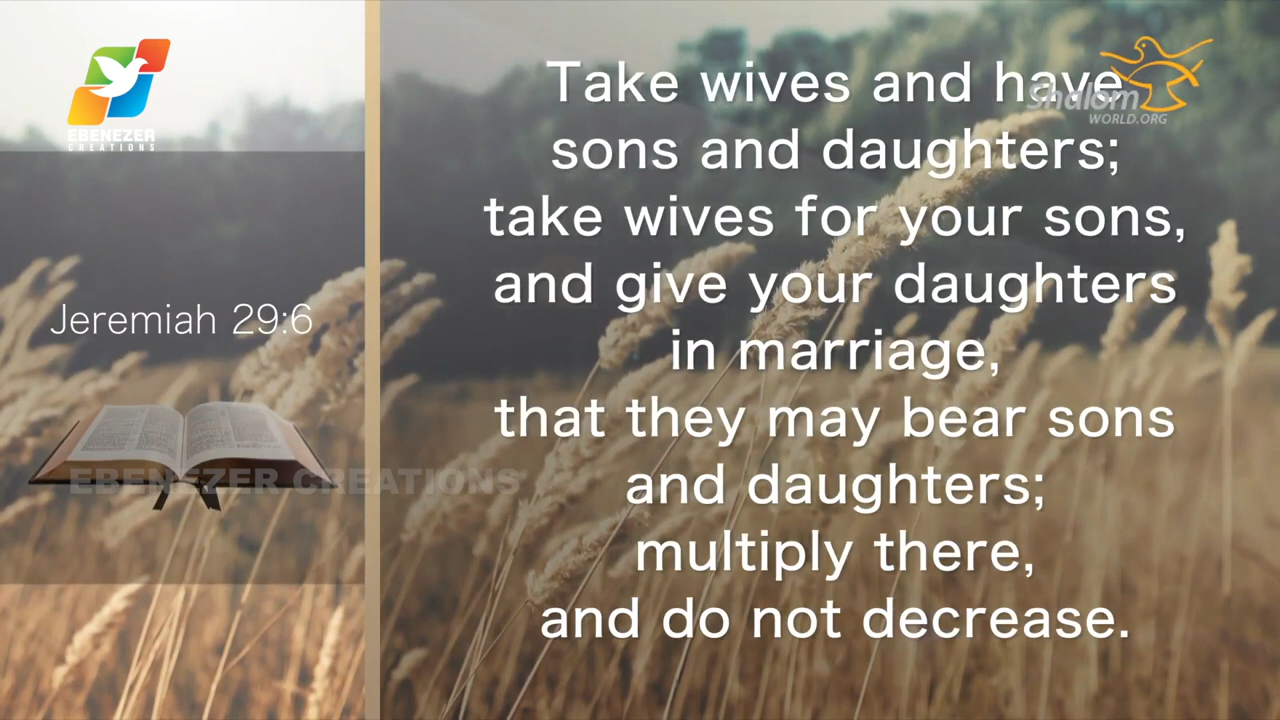 EBENEZER
CREATIONS
Jeremiah 29:6
EBENEZER CREATIONS
Shalom
WORLD.ORG
Take wives and have
sons and daughters;
take wives for your sons,
and give your daughters
in marriage,
that they may bear sons
and daughters;
multiply there,
and do not decrease.